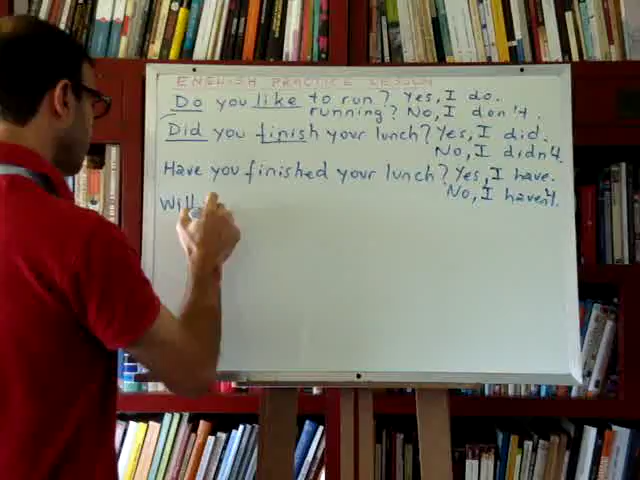 ENGLISH PRACTICE LESSON
Do you like to run? Yes, I do.
running? No, I don't.
Did you finish your lunch? Yes, I did.
No, I didn't.
Have you finished your lunch? Yes, I have.
No, I haven't.
Will